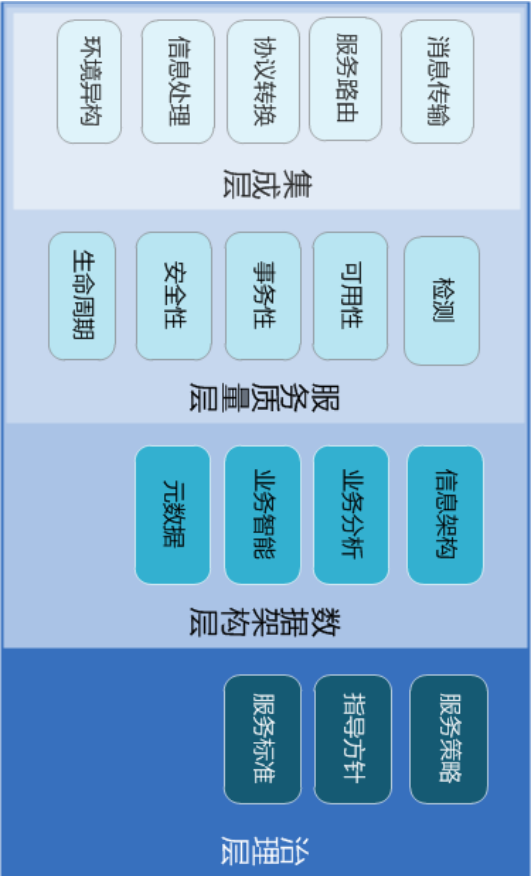 消息传输
服务路由
协议转换
信息处理
环境异构
集成层
检测
可用性
事务性
安全性
生命周期
服务质量层
信息架构
业务分析
业务智能
元数据
数据架构层
服务策略
指导方针
服务标准
治理层